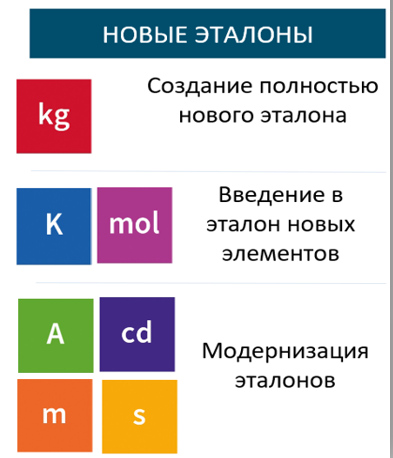 НОВЫЕ ЭТАЛОНЫ
kg
Создание полностью
нового эталона
K
mol
Введение в
эталон новых
элементов
A
cd
m
s
Модернизация
эталонов